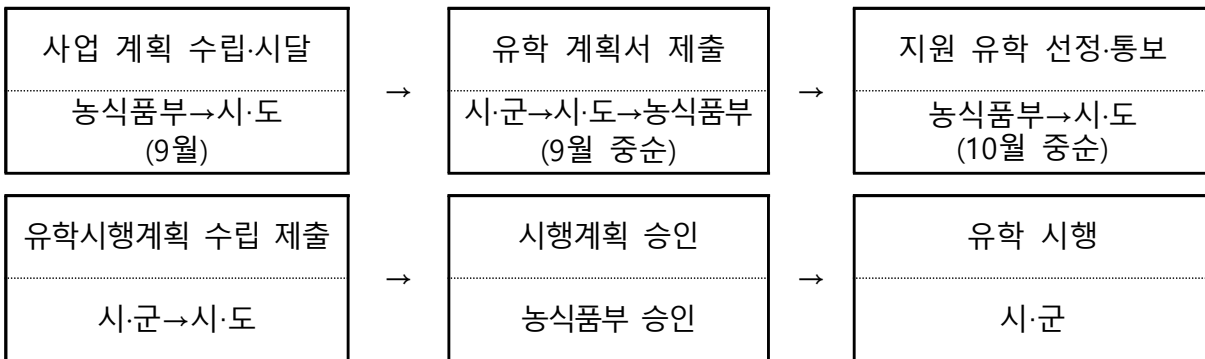 사업 계획 수립·시달
농식품부→시·도
(9월)
→
유학 계획서 제출
시·군→시·도→농식품부
(9월 중순)
→
지원 유학 선정·통보
농식품부→시·도
(10월 중순)
유학시행계획 수립 제출
시·군→시·도
→
시행계획 승인
농식품부 승인
→
유학 시행
시·군